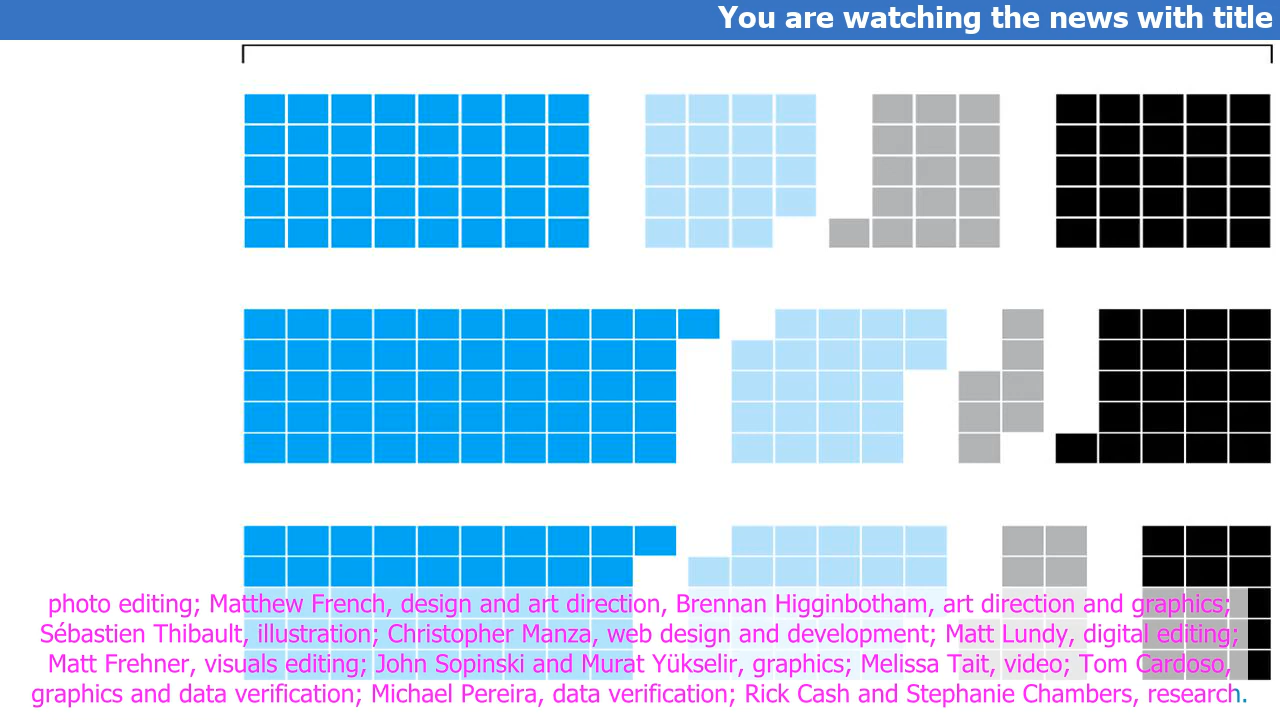 You are watching the news with title
photo editing; Matthew French, design and art direction, Brennan Higginbotham, art direction and graphics;
Sébastien Thibault, illustration; Christopher Manza, web design and development; Matt Lundy, digital editing;
Matt Frehner, visuals editing; John Sopinski and Murat Yükselir, graphics; Melissa Tait, video; Tom Cardoso,
graphics and data verification; Michael Pereira, data verification; Rick Cash and Stephanie Chambers, research.